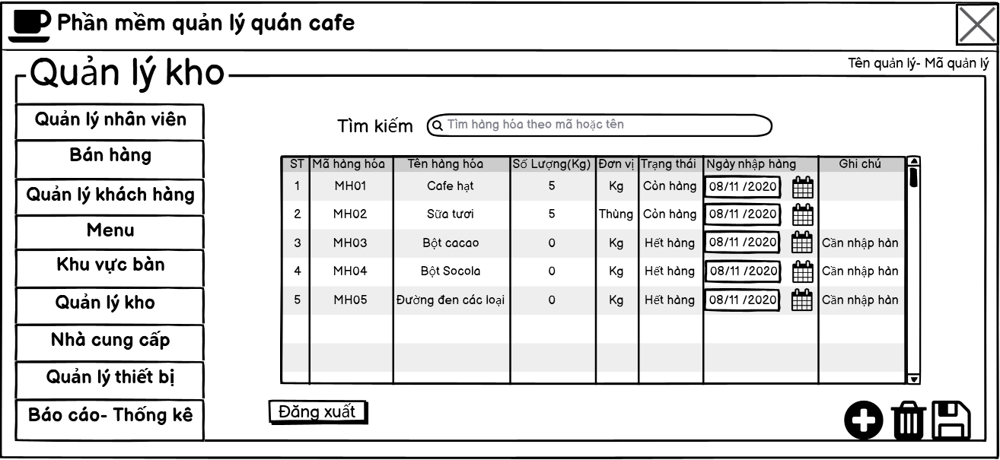 Phần mềm quản lý quán cafe
Tên quản lý- Mã quản lý
Quản lý kho
Quản lý nhân viên
Bán hàng
Quản lý khách hàng
Menu
Khu vực bàn
Quản lý kho
Nhà cung cấp
Quản lý thiết bị
Báo cáo- Thống kê
Tìm kiếm Tìm hàng hóa theo mã hoặc tên
ST Mã hàng hóa Tên hàng hóa Số Lượng(Kg) Đơn vị Trạng thái Ngày nhập hàng Ghi chú
1 MH01 Cafe hạt 5 Kg Còn hàng 08/11 /2020
2 MH02 Sữa tươi 5 Thùng Còn hàng 08/11 /2020
3 MH03 Bột cacao 0 Kg Hết hàng 08/11 /2020 Cần nhập hàn
4 MH04 Bột Socola 0 Kg Hết hàng 08/11 /2020 Cần nhập hàn
5 MH05 Đường đen các loại 0 Kg Hết hàng 08/11 /2020 Cần nhập hàn
Đăng xuất